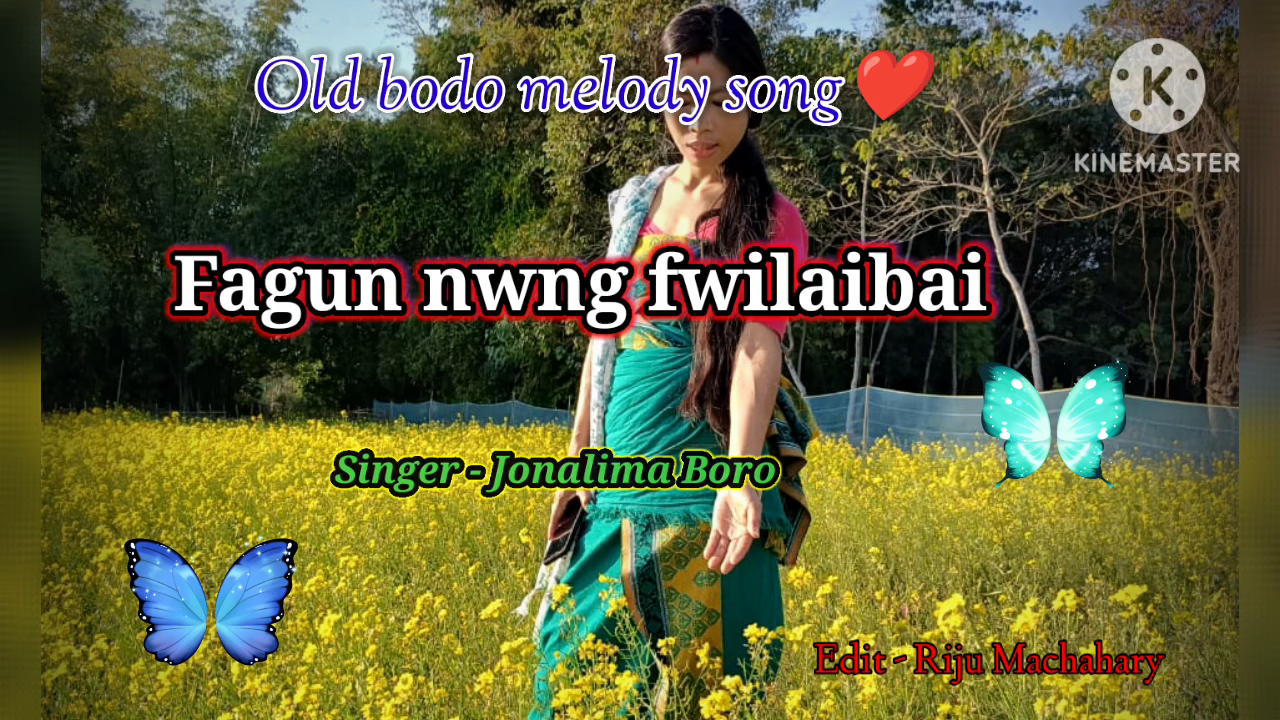 Old bodo melody song ❤️
K
KINEMASTER
Fagun nwng fwilaibai
Singer - Jonalima Boro
Edit - Riju Machahary